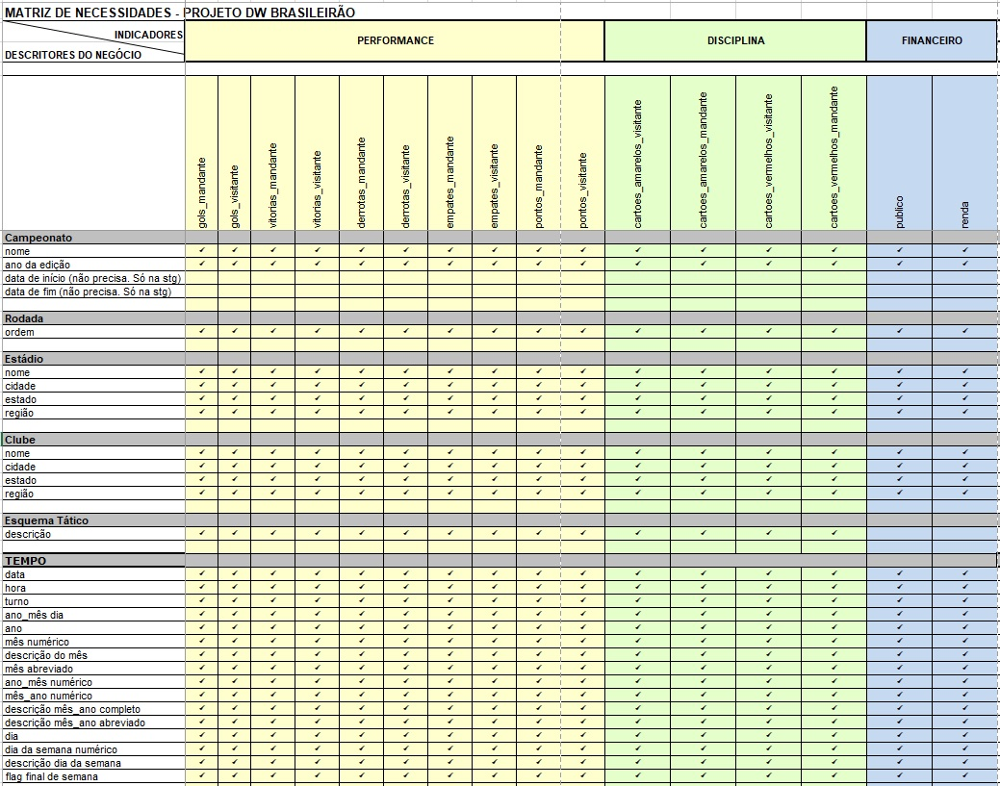 MATRIZ DE NECESSIDADES - PROJETO DW BRASILEIRÃO
INDICADORES
DESCRITORES DO NEGÓCIO
PERFORMANCE
DISCIPLINA
FINANCEIRO
gols_mandante
gols_visitante
vitorias_mandante
vitorias_visitante
derrotas_mandante
derrotas_visitante
empates_mandante
empates_visitante
pontos_mandante
pontos_visitante
cartoes_amarelos_visitante
cartoes_amarelos_mandante
cartoes_vermelhos_visitante
cartoes_vermelhos_mandante
publico
renda
Campeonato
nome
ano da edição
data de início (não precisa. Só na stg)
data de fim (não precisa. Só na stg)
Rodada
ordem
Estádio
nome
cidade
estado
região
Clube
nome
cidade
estado
região
Esquema Tático
descrição
TEMPO
data
hora
turno
ano_mês dia
ano
mês numérico
descrição do mês
mês abreviado
ano_mês numérico
mês_ano numérico
descrição mês_ano completo
descrição mês_ano abreviado
dia
dia da semana numérico
descrição dia da semana
flag final de semana